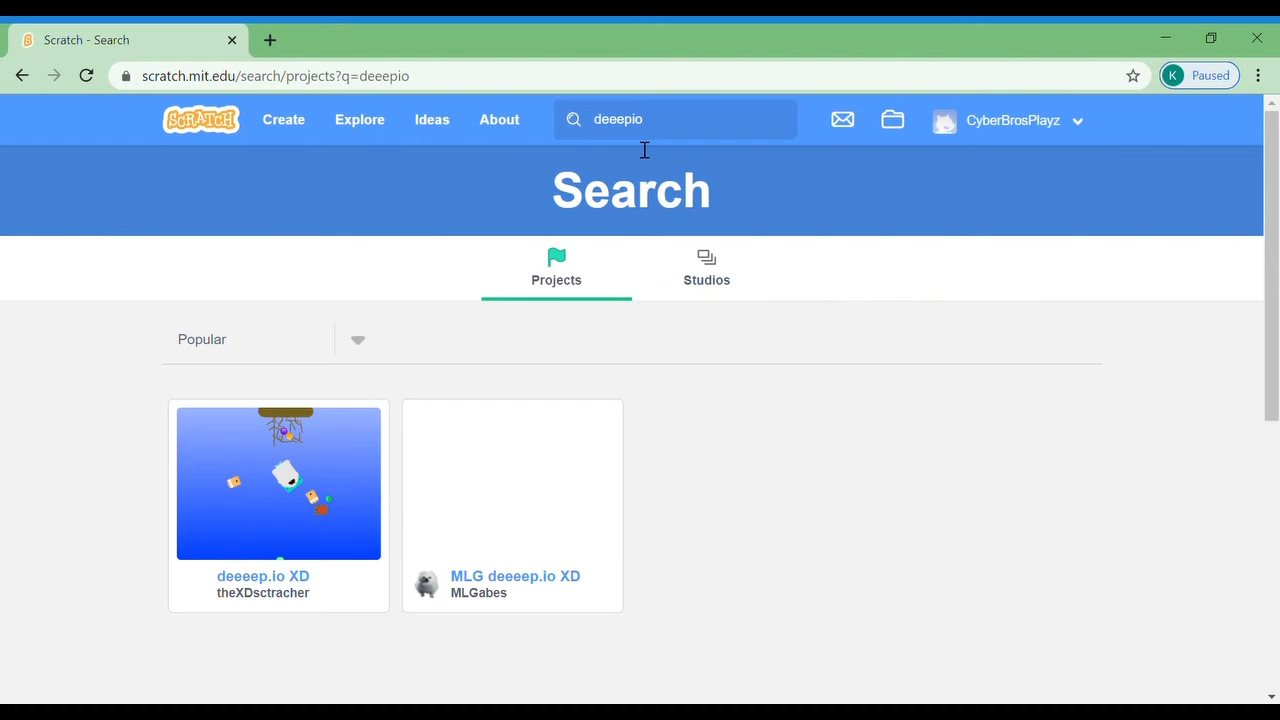 Scratch - Search
scratch.mit.edu/search/projects?q=deeepio
K Paused
SCRATCH Create Explore Ideas About deeepio CyberBrosPlayz
Search
Projects Studios
Popular
deeeep.io XD
theXDsctracher
MLG deeeep.io XD
MLGabes